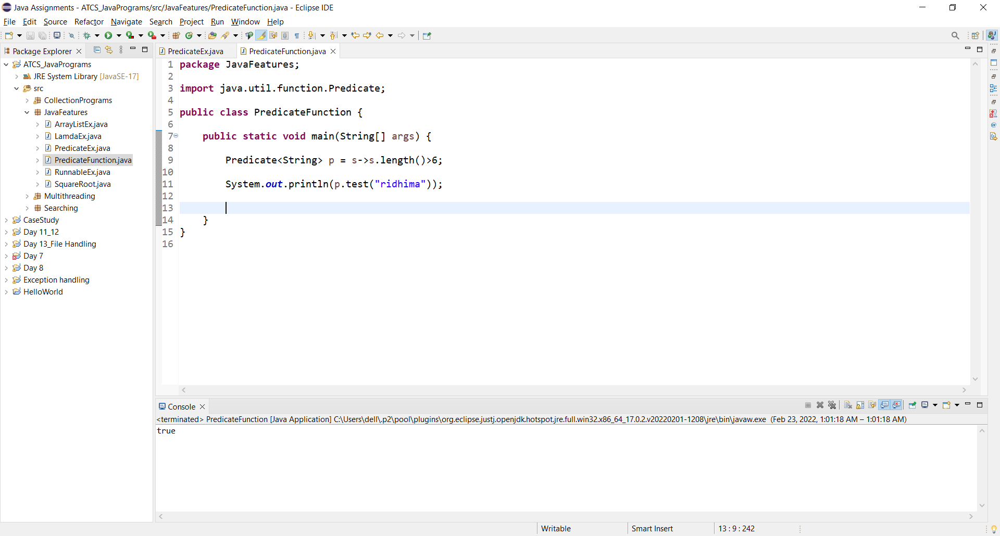 Java Assignments - ATCS_JavaPrograms/src/JavaFeatures/PredicateFunction.java - Eclipse IDE
File Edit Source Refactor Navigate Search Project Run Window Help
Package Explorer
ATCS_JavaPrograms
JRE System Library [JavaSE-17]
src
CollectionPrograms
JavaFeatures
ArrayListEx.java
LamdaEx.java
PredicateEx.java
PredicateFunction.java
RunnableEx.java
SquareRoot.java
Multithreading
Searching
CaseStudy
Day 11_12
Day 13_File Handling
Day 7
Day 8
Exception handling
HelloWorld
PredicateEx.java PredicateFunction.java
1 package JavaFeatures;
2
3 import java.util.function.Predicate;
4
5 public class PredicateFunction {
6
7 public static void main(String[] args) {
8
9 Predicate<String> p = s->s.length()>6;
10
11 System.out.println(p.test("ridhima"));
12
13
14 }
15 }
16
Console
<terminated> PredicateFunction [Java Application] C:\Users\dell\.p2\pool\plugins\org.eclipse.justj.openjdk.hotspot.jre.full.win32.x86_64_17.0.2.v20220201-1208\jre\bin\javaw.exe (Feb 23, 2022, 1:01:18 AM – 1:01:18 AM)
true
Writable Smart Insert 13 : 9 : 242